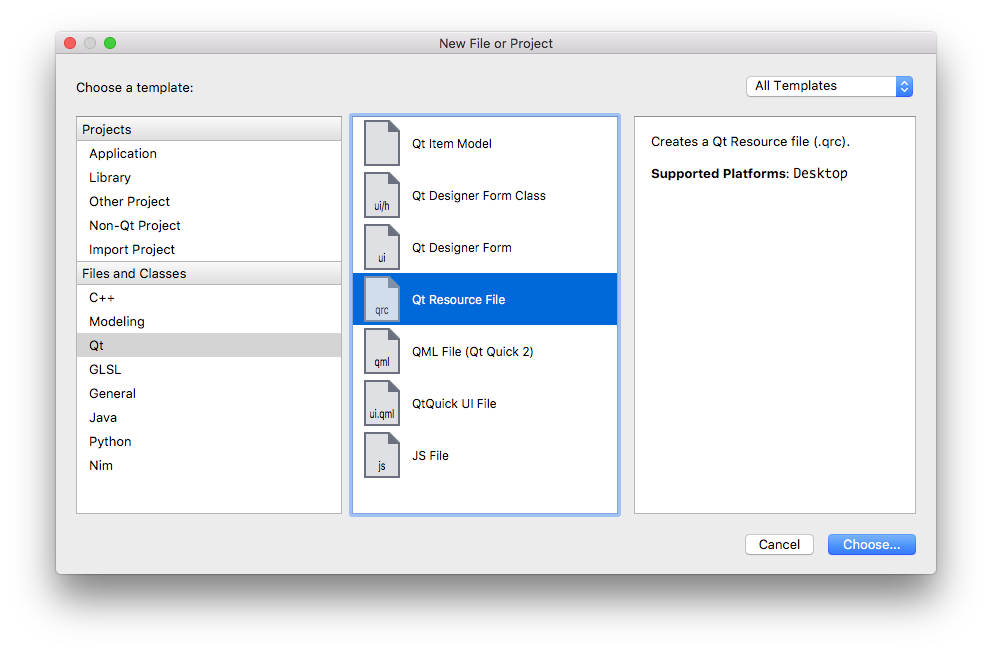 New File or Project
Choose a template:
All Templates
Projects
Application
Library
Other Project
Non-Qt Project
Import Project
Files and Classes
C++
Modeling
Qt
GLSL
General
Java
Python
Nim
Qt Item Model
ui/h
Qt Designer Form Class
ui
Qt Designer Form
qrc
Qt Resource File
qml
QML File (Qt Quick 2)
ui.qml
QtQuick UI File
js
JS File
Creates a Qt Resource file (.qrc).
Supported Platforms: Desktop
Cancel
Choose...